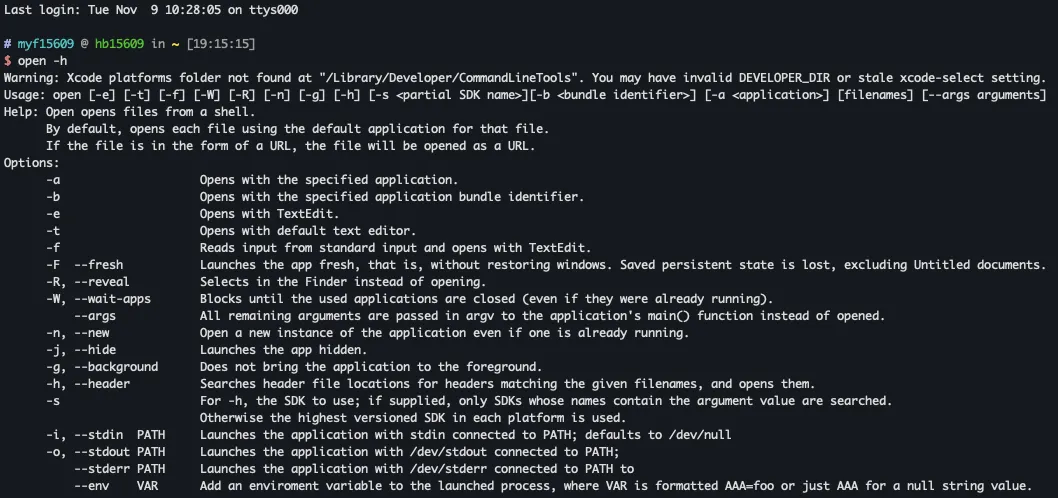 Last login: Tue Nov  9 10:28:05 on ttys000
# myf15609 @ hb15609 in ~ [19:15:15]
$ open -h
Warning: Xcode platforms folder not found at "/Library/Developer/CommandLineTools". You may have invalid DEVELOPER_DIR or stale xcode-select setting.
Usage: open [-e] [-t] [-f] [-W] [-R] [-n] [-g] [-h] [-s <partial SDK name>][-b <bundle identifier>] [-a <application>] [filenames] [--args arguments]
Help: Open opens files from a shell.
      By default, opens each file using the default application for that file.
      If the file is in the form of a URL, the file will be opened as a URL.
Options:
      -a                    Opens with the specified application.
      -b                    Opens with the specified application bundle identifier.
      -e                    Opens with TextEdit.
      -t                    Opens with default text editor.
      -f                    Reads input from standard input and opens with TextEdit.
      -F  --fresh           Launches the app fresh, that is, without restoring windows. Saved persistent state is lost, excluding Untitled documents.
      -R, --reveal          Selects in the Finder instead of opening.
      -W, --wait-apps       Blocks until the used applications are closed (even if they were already running).
          --args            All remaining arguments are passed in argv to the application's main() function instead of opened.
      -n, --new             Open a new instance of the application even if one is already running.
      -j, --hide            Launches the app hidden.
      -g, --background      Does not bring the application to the foreground.
      -h, --header          Searches header file locations for headers matching the given filenames, and opens them.
      -s                    For -h, the SDK to use; if supplied, only SDKs whose names contain the argument value are searched.
                            Otherwise the highest versioned SDK in each platform is used.
      -i, --stdin  PATH     Launches the application with stdin connected to PATH; defaults to /dev/null
      -o, --stdout PATH     Launches the application with /dev/stdout connected to PATH;
          --stderr PATH     Launches the application with /dev/stderr connected to PATH to
          --env    VAR      Add an enviroment variable to the launched process, where VAR is formatted AAA=foo or just AAA for a null string value.